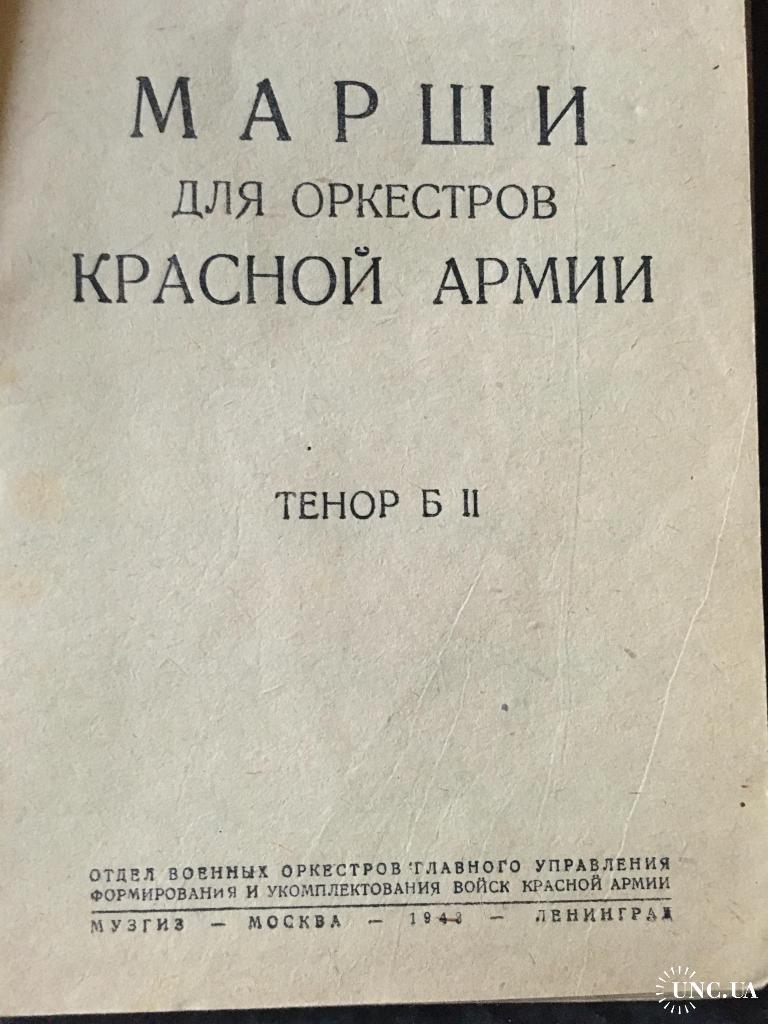 МАРШИ
ДЛЯ ОРКЕСТРОВ
КРАСНОЙ АРМИИ
ТЕНОР Б II
ОТДЕЛ ВОЕННЫХ ОРКЕСТРОВ ГЛАВНОГО УПРАВЛЕНИЯ
ФОРМИРОВАНИЯ И УКОМПЛЕКТОВАНИЯ ВОЙСК КРАСНОЙ АРМИИ
МУЗГИЗ — МОСКВА — 1943 — ЛЕНИНГРАД
UNC.UA